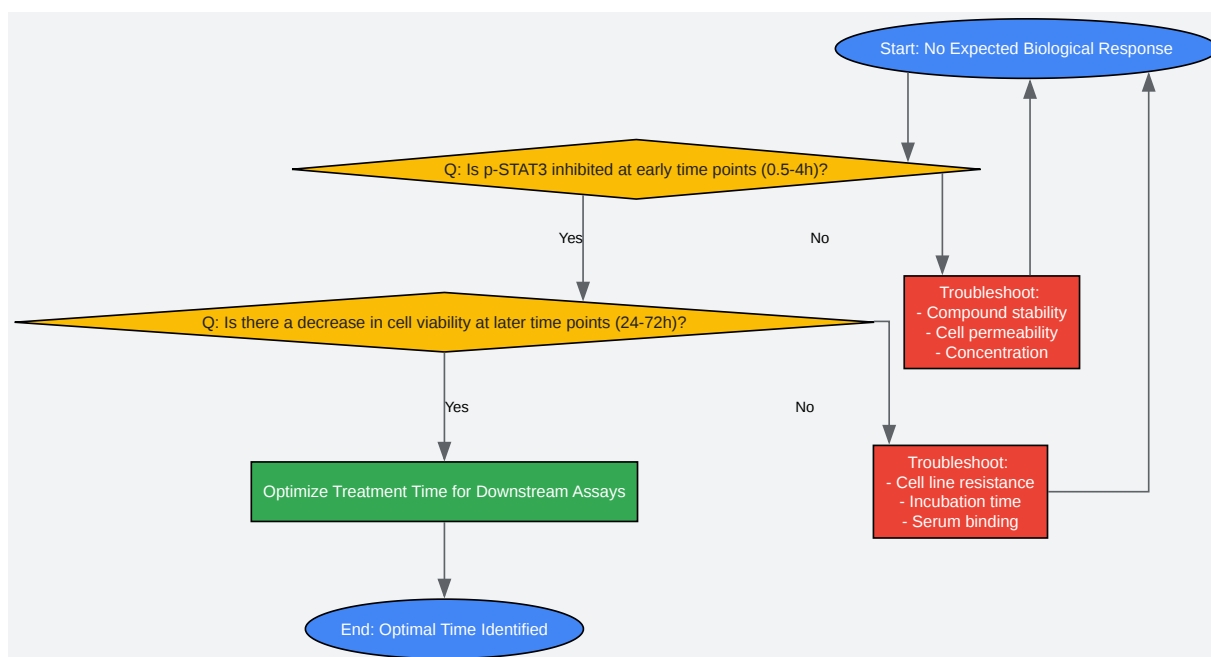 Start: No Expected Biological Response
Q: Is p-STAT3 inhibited at early time points (0.5-4h)?
Yes
No
Troubleshoot:
- Compound stability
- Cell permeability
- Concentration
Q: Is there a decrease in cell viability at later time points (24-72h)?
Yes
No
Troubleshoot:
- Cell line resistance
- Incubation time
- Serum binding
Optimize Treatment Time for Downstream Assays
End: Optimal Time Identified